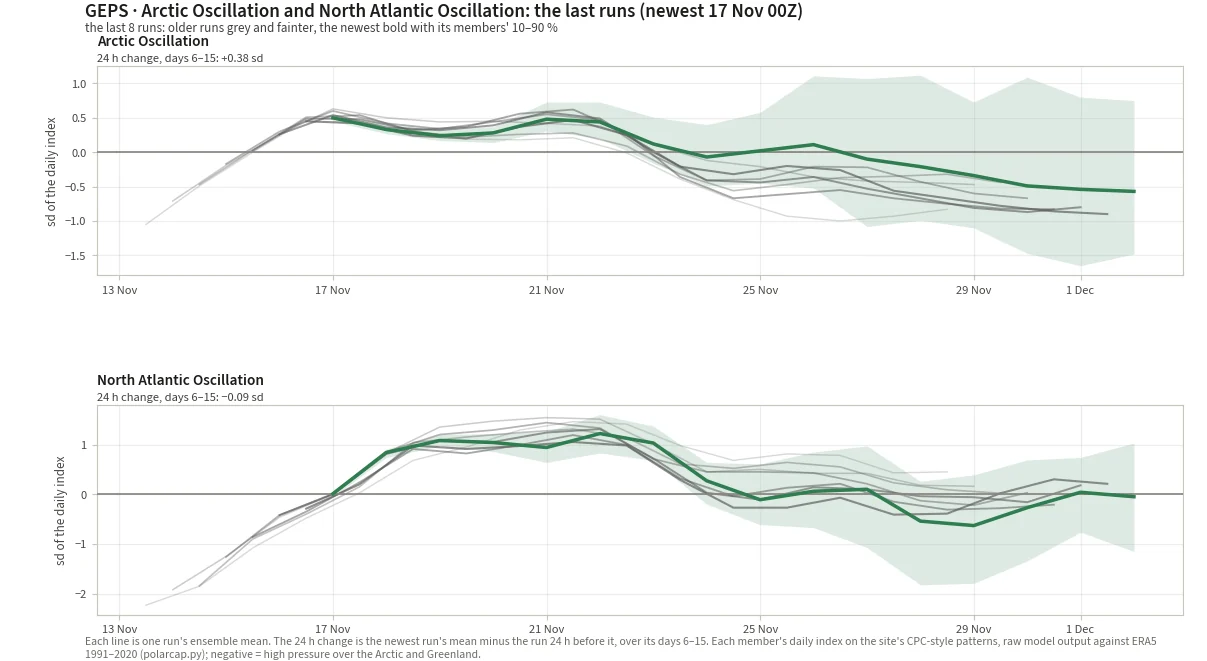 GEPS · Arctic Oscillation and North Atlantic Oscillation: the last runs (newest 17 Nov 00Z)
the last 8 runs: older runs grey and fainter, the newest bold with its members' 10–90 %
Arctic Oscillation
24 h change, days 6–15: +0.38 sd
sd of the daily index
1.0
0.5
0.0
−0.5
−1.0
−1.5
13 Nov 17 Nov 21 Nov 25 Nov 29 Nov 1 Dec
North Atlantic Oscillation
24 h change, days 6–15: −0.09 sd
sd of the daily index
1
0
−1
−2
13 Nov 17 Nov 21 Nov 25 Nov 29 Nov 1 Dec
Each line is one run's ensemble mean. The 24 h change is the newest run's mean minus the run 24 h before it, over its days 6–15. Each member's daily index on the site's CPC-style patterns, raw model output against ERA5
1991–2020 (polarcap.py); negative = high pressure over the Arctic and Greenland.